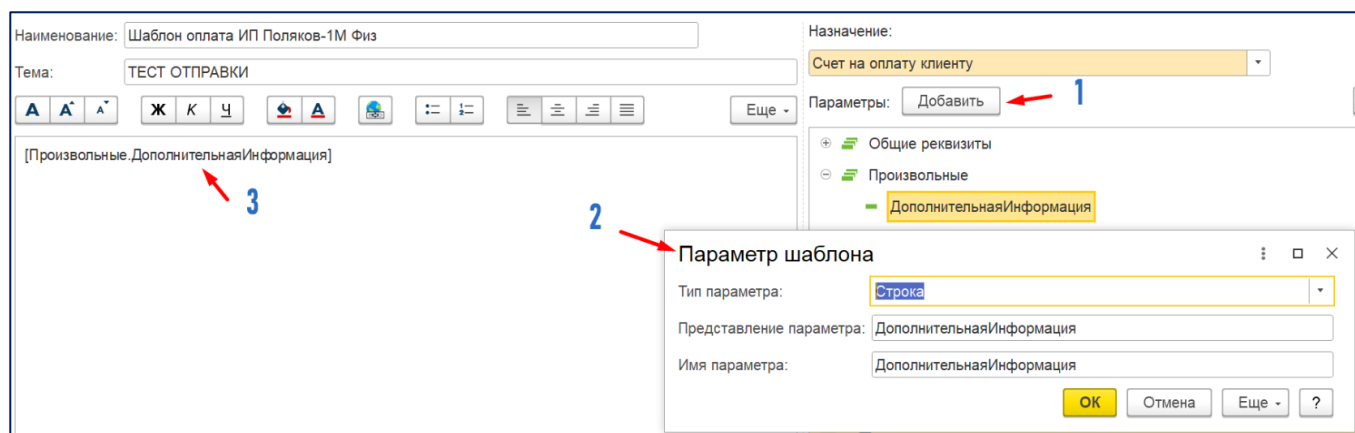 Наименование: Шаблон оплата ИП Поляков-1М Физ
Назначение:
Тема: ТЕСТ ОТПРАВКИ
Счет на оплату клиенту
А А А Ж К Ч А Еще
Параметры: Добавить 1
[Произвольные.ДополнительнаяИнформация]
3
Общие реквизиты
Произвольные
ДополнительнаяИнформация
2
Параметр шаблона
Тип параметра: Строка
Представление параметра: ДополнительнаяИнформация
Имя параметра: ДополнительнаяИнформация
ОК Отмена Еще ?